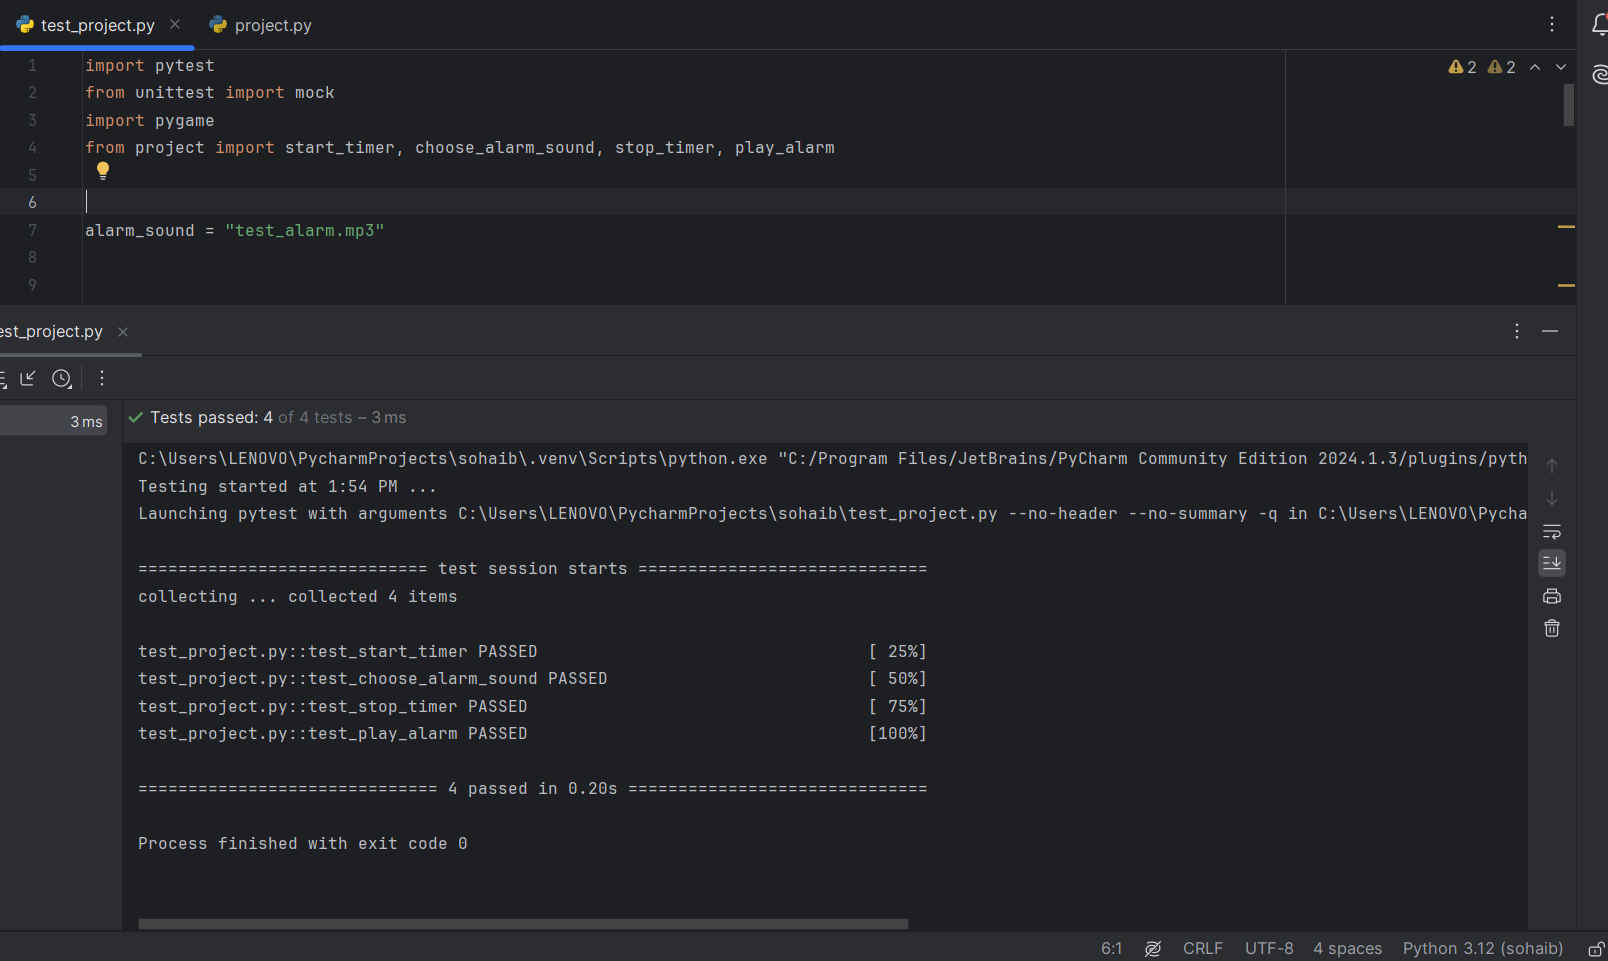 test_project.py
project.py
1 import pytest
2 from unittest import mock
3 import pygame
4 from project import start_timer, choose_alarm_sound, stop_timer, play_alarm
5
6
7 alarm_sound = "test_alarm.mp3"
8
9
2 2
est_project.py
3 ms
Tests passed: 4 of 4 tests – 3 ms
C:\Users\LENOVO\PycharmProjects\sohaib\.venv\Scripts\python.exe "C:/Program Files/JetBrains/PyCharm Community Edition 2024.1.3/plugins/pyth
Testing started at 1:54 PM ...
Launching pytest with arguments C:\Users\LENOVO\PycharmProjects\sohaib\test_project.py --no-header --no-summary -q in C:\Users\LENOVO\Pycha
============================= test session starts =============================
collecting ... collected 4 items
test_project.py::test_start_timer PASSED [ 25%]
test_project.py::test_choose_alarm_sound PASSED [ 50%]
test_project.py::test_stop_timer PASSED [ 75%]
test_project.py::test_play_alarm PASSED [100%]
============================== 4 passed in 0.20s ==============================
Process finished with exit code 0
6:1 CRLF UTF-8 4 spaces Python 3.12 (sohaib)